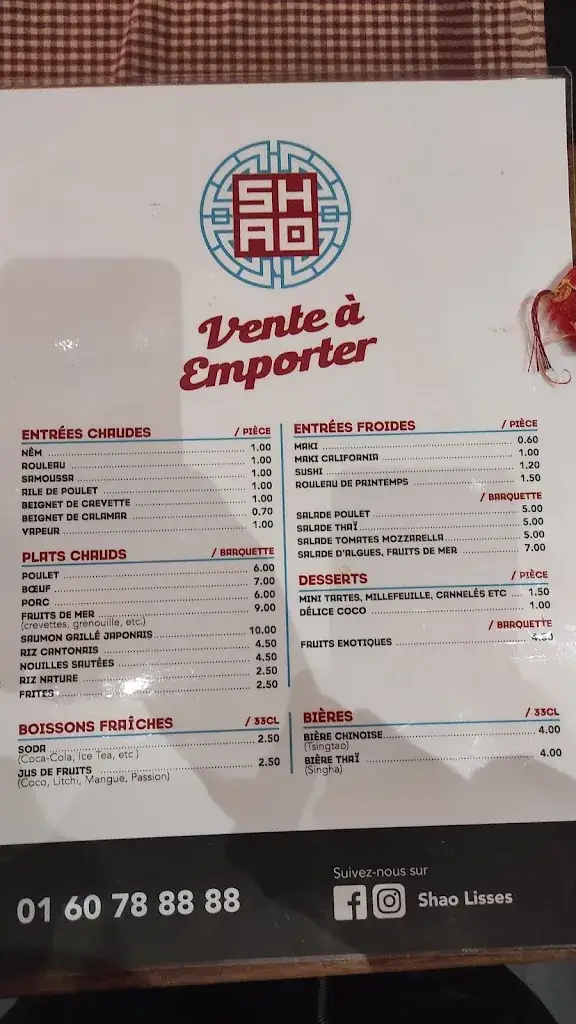 SH
AO
Vente à
Emporter
ENTRÉES CHAUDES / PIÈCE
NÊM 1.00
ROULEAU 1.00
SAMOUSSA 1.00
AILE DE POULET 1.00
BEIGNET DE CREVETTE 1.00
BEIGNET DE CALAMAR 0.70
VAPEUR 1.00
PLATS CHAUDS / BARQUETTE
POULET 6.00
BŒUF 7.00
PORC 6.00
FRUITS DE MER 9.00
(crevettes, grenouille, etc.)
SAUMON GRILLÉ JAPONAIS 10.00
RIZ CANTONAIS 4.50
NOUILLES SAUTÉES 4.50
RIZ NATURE 2.50
FRITES 2.50
ENTRÉES FROIDES / PIÈCE
MAKI 0.60
MAKI CALIFORNIA 1.00
SUSHI 1.20
ROULEAU DE PRINTEMPS 1.50
/ BARQUETTE
SALADE POULET 5.00
SALADE THAÏ 5.00
SALADE TOMATES MOZZARELLA 5.00
SALADE D'ALGUES, FRUITS DE MER 7.00
DESSERTS / PIÈCE
MINI TARTES, MILLEFEUILLE, CANNELÉS ETC 1.50
DÉLICE COCO 1.00
/ BARQUETTE
FRUITS EXOTIQUES 4.50
BOISSONS FRAÎCHES / 33CL
SODA 2.50
(Coca-Cola, Ice Tea, etc.)
JUS DE FRUITS 2.50
(Coco, Litchi, Mangue, Passion)
BIÈRES / 33CL
BIÈRE CHINOISE 4.00
(Tsingtao)
BIÈRE THAÏ 4.00
(Singha)
01 60 78 88 88
Suivez-nous sur
Shao Lisses